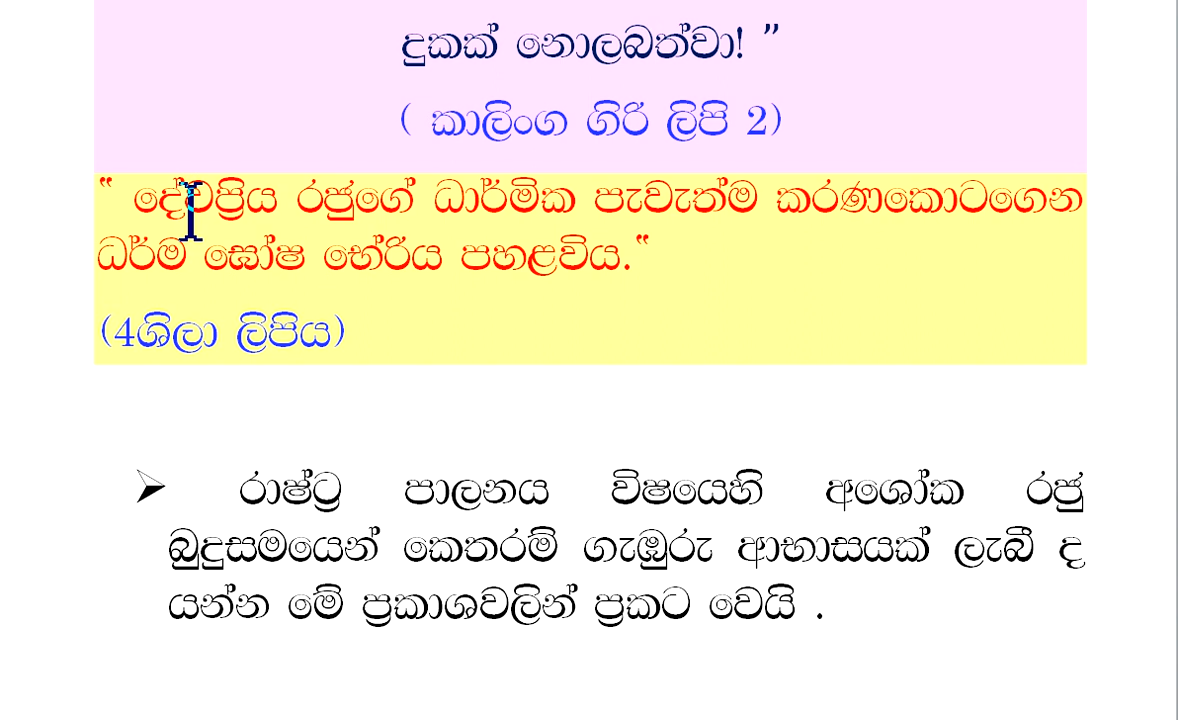 දුකක් නොලබත්වා! ”
( කාලිංග ගිරි ලිපි 2)
“ දේවප්‍රිය රජුගේ ධාර්මික පැවැත්ම කරණකොටගෙන
ධර්ම ඝෝෂ භේරිය පහළවිය.“
(4ශිලා ලිපිය)
➢ රාෂ්ට්‍ර පාලනය විෂයෙහි අශෝක රජු
බුදුසමයෙන් කෙතරම් ගැඹුරු ආභාසයක් ලැබී ද
යන්න මේ ප්‍රකාශවලින් ප්‍රකට වෙයි .